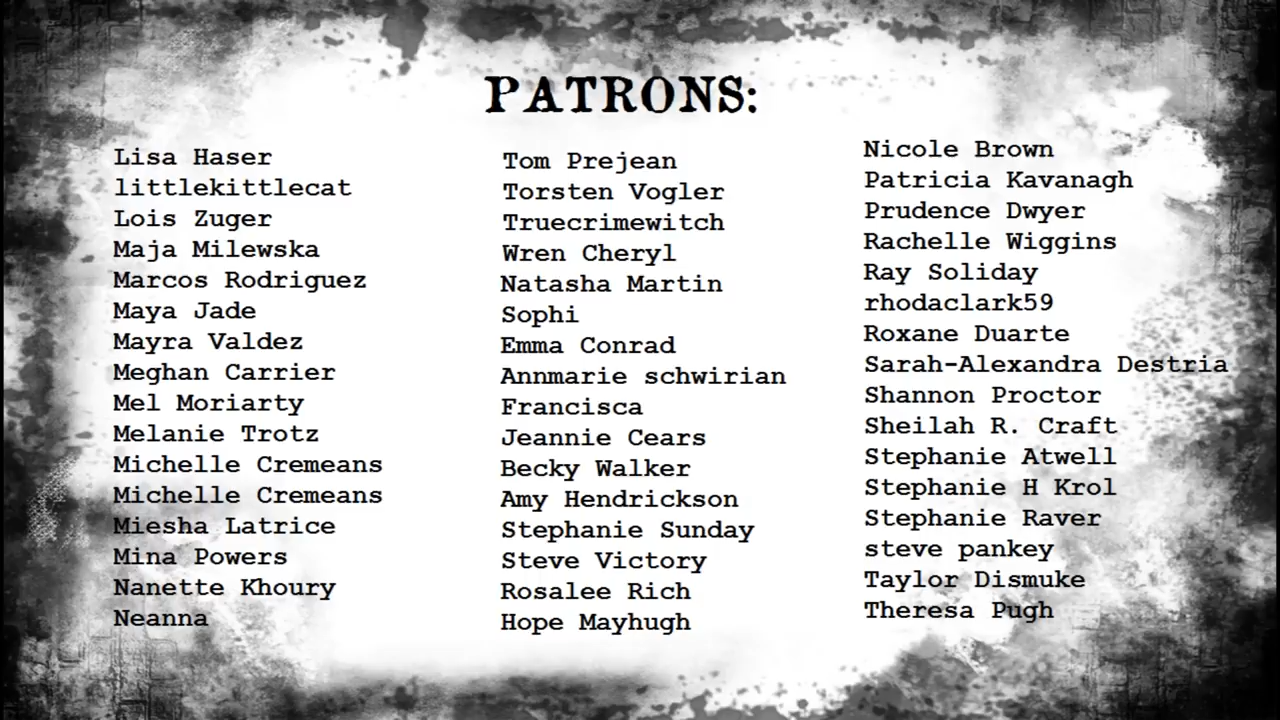 PATRONS:
Lisa Haser
littlekittlecat
Lois Zuger
Maja Milewska
Marcos Rodriguez
Maya Jade
Mayra Valdez
Meghan Carrier
Mel Moriarty
Melanie Trotz
Michelle Cremeans
Michelle Cremeans
Miesha Latrice
Mina Powers
Nanette Khoury
Neanna
Tom Prejean
Torsten Vogler
Truecrimewitch
Wren Cheryl
Natasha Martin
Sophi
Emma Conrad
Annmarie schwirian
Francisca
Jeannie Cears
Becky Walker
Amy Hendrickson
Stephanie Sunday
Steve Victory
Rosalee Rich
Hope Mayhugh
Nicole Brown
Patricia Kavanagh
Prudence Dwyer
Rachelle Wiggins
Ray Soliday
rhodaclark59
Roxane Duarte
Sarah-Alexandra Destria
Shannon Proctor
Sheilah R. Craft
Stephanie Atwell
Stephanie H Krol
Stephanie Raver
steve pankey
Taylor Dismuke
Theresa Pugh